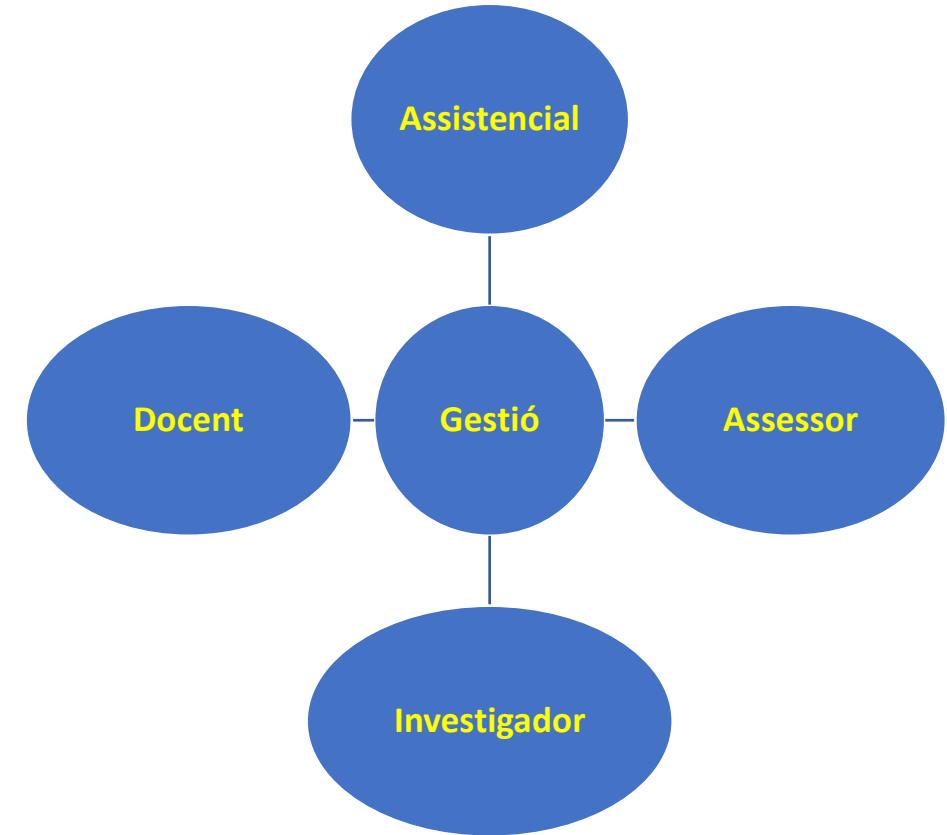 Assistencial
Docent
Gestió
Assessor
Investigador